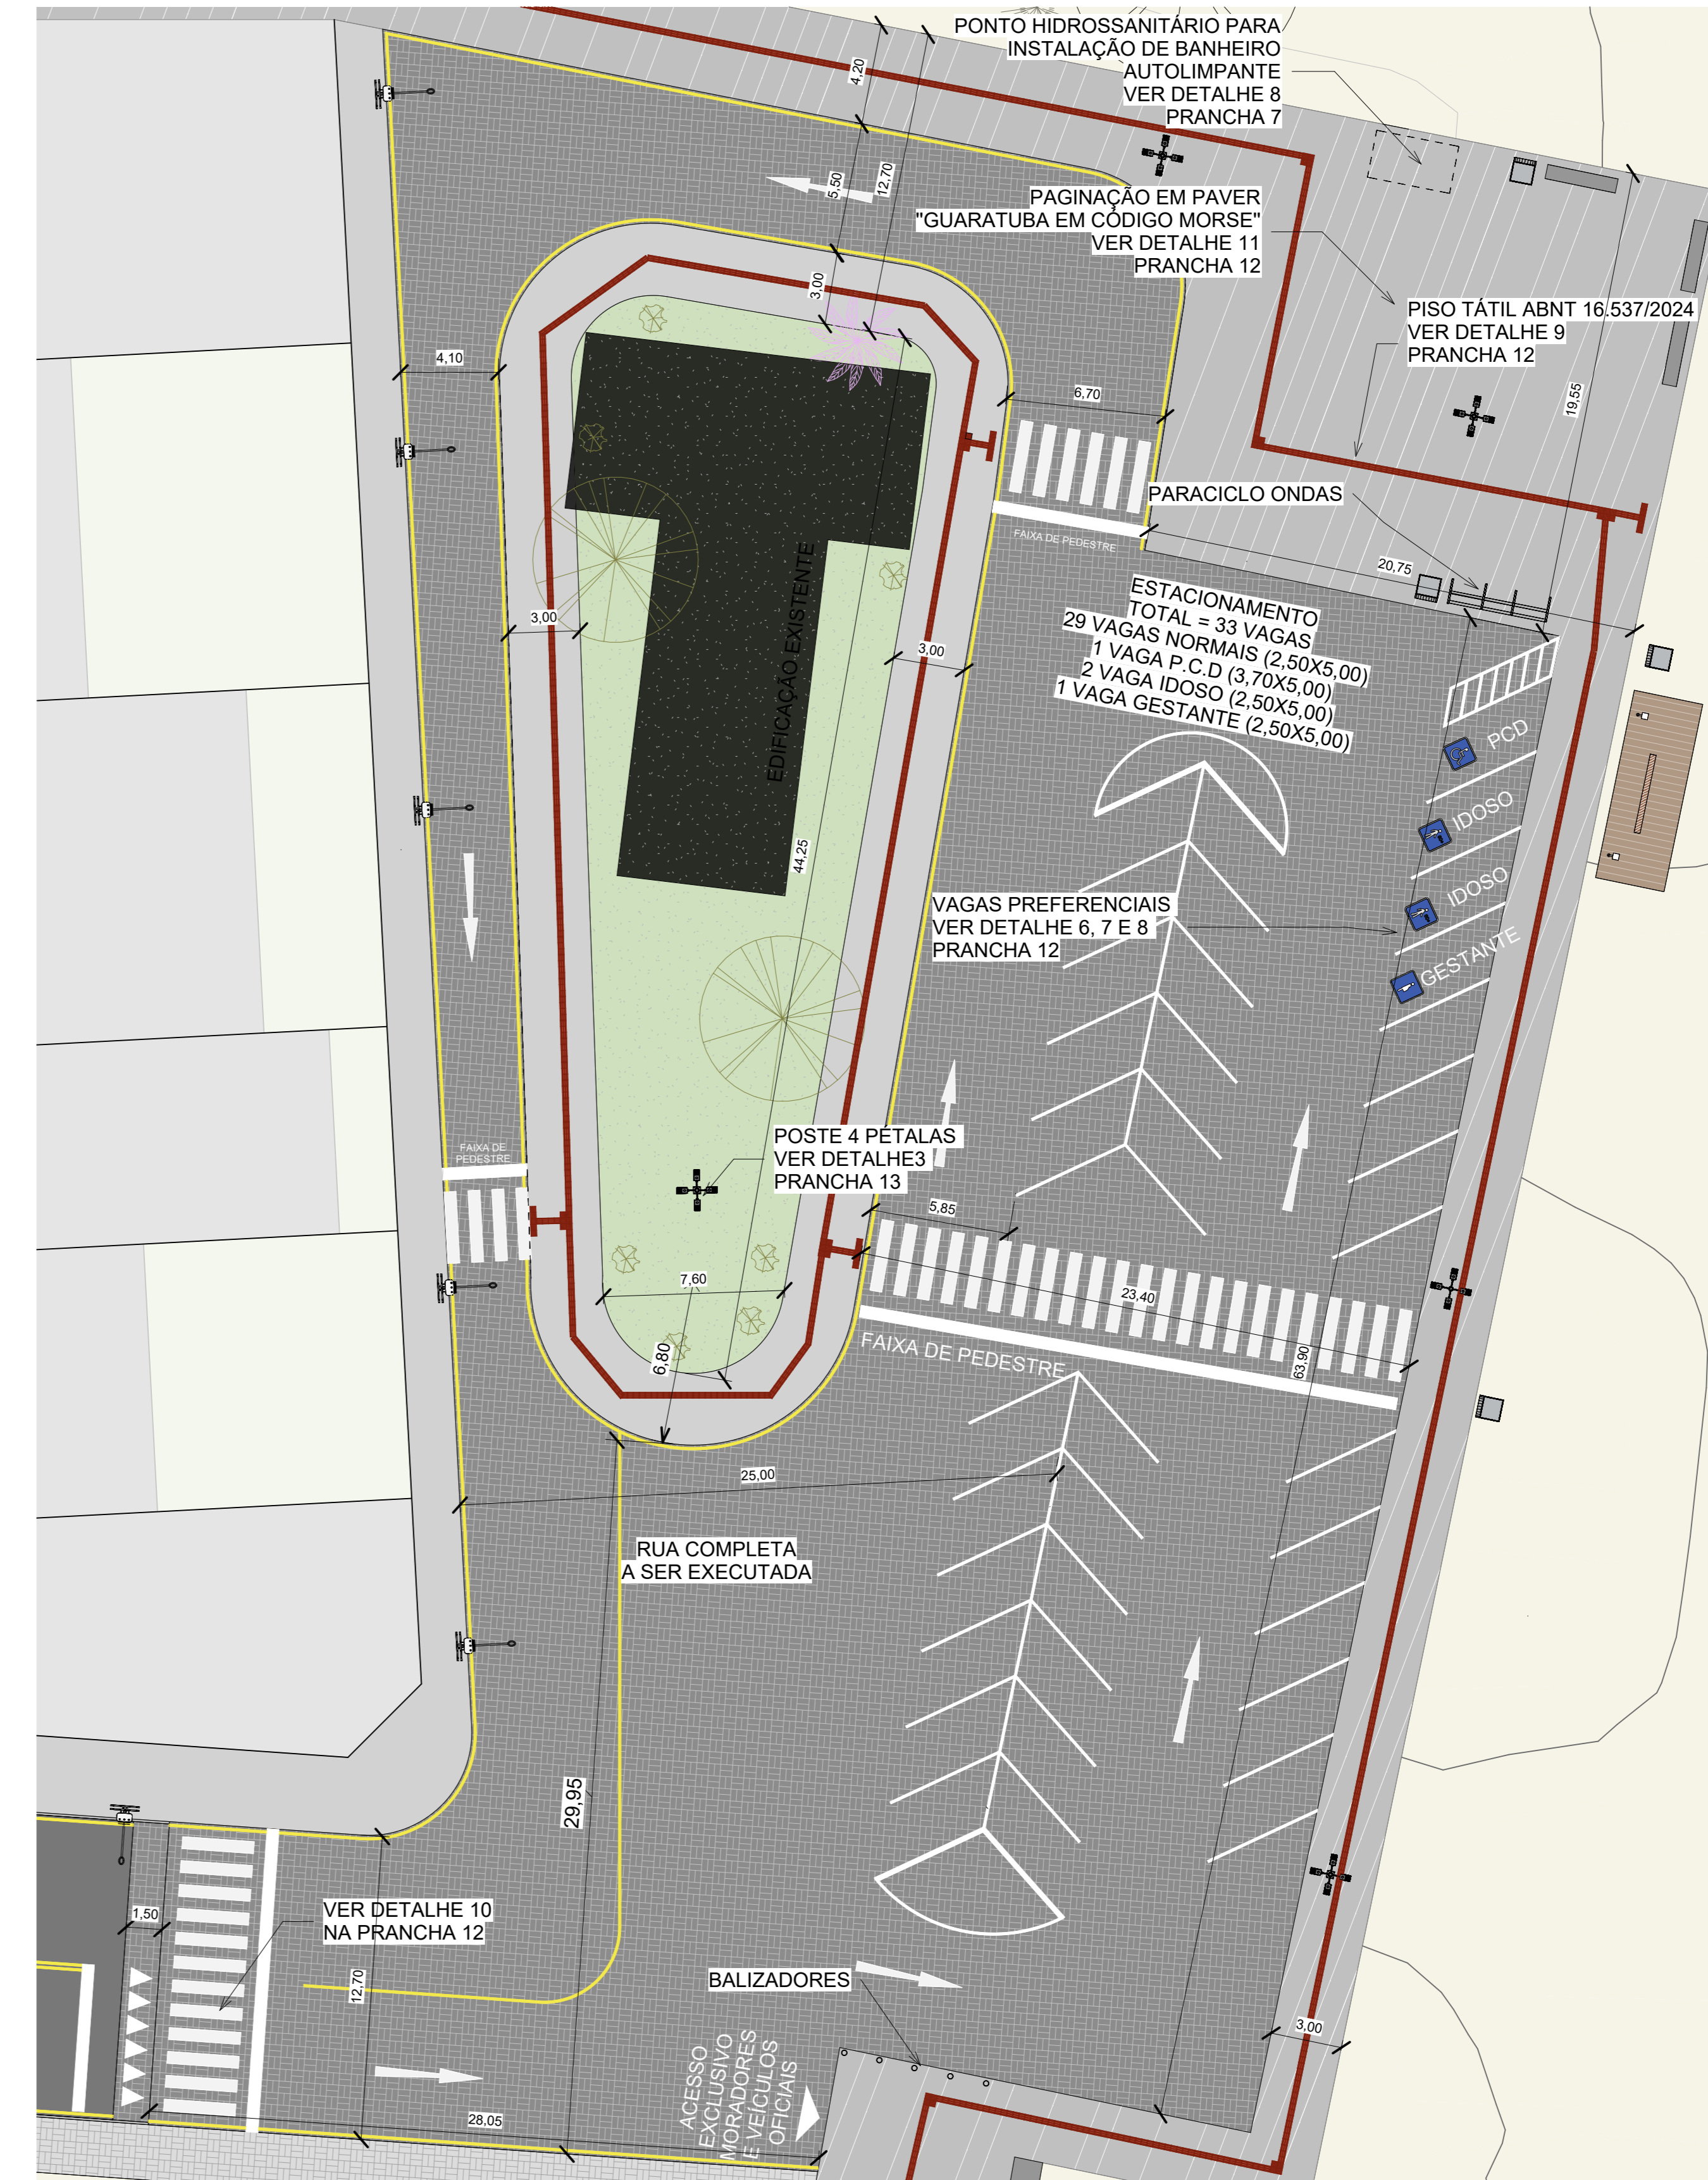 PONTO HIDROSSANITÁRIO PARA
INSTALAÇÃO DE BANHEIRO
AUTOLIMPANTE
VER DETALHE 8
PRANCHA 7
4,20
5,50
12,70
PAGINAÇÃO EM PAVER
"GUARATUBA EM CÓDIGO MORSE"
VER DETALHE 11
PRANCHA 12
3,00
PISO TÁTIL ABNT 16.537/2024
VER DETALHE 9
PRANCHA 12
4,10
6,70
19,55
PARACICLO ONDAS
FAIXA DE PEDESTRE
20,75
EDIFICAÇÃO EXISTENTE
3,00
3,00
ESTACIONAMENTO
TOTAL = 33 VAGAS
29 VAGAS NORMAIS (2,50X5,00)
1 VAGA P.C.D (3,70X5,00)
2 VAGA IDOSO (2,50X5,00)
1 VAGA GESTANTE (2,50X5,00)
PCD
IDOSO
IDOSO
GESTANTE
44,25
VAGAS PREFERENCIAIS
VER DETALHE 6, 7 E 8
PRANCHA 12
FAIXA DE
PEDESTRE
POSTE 4 PÉTALAS
VER DETALHE3
PRANCHA 13
5,85
7,60
23,40
6,80
FAIXA DE PEDESTRE
63,90
25,00
RUA COMPLETA
A SER EXECUTADA
29,95
1,50
VER DETALHE 10
NA PRANCHA 12
12,70
BALIZADORES
3,00
ACESSO
EXCLUSIVO
MORADORES
E VEÍCULOS
OFICIAIS
28,05